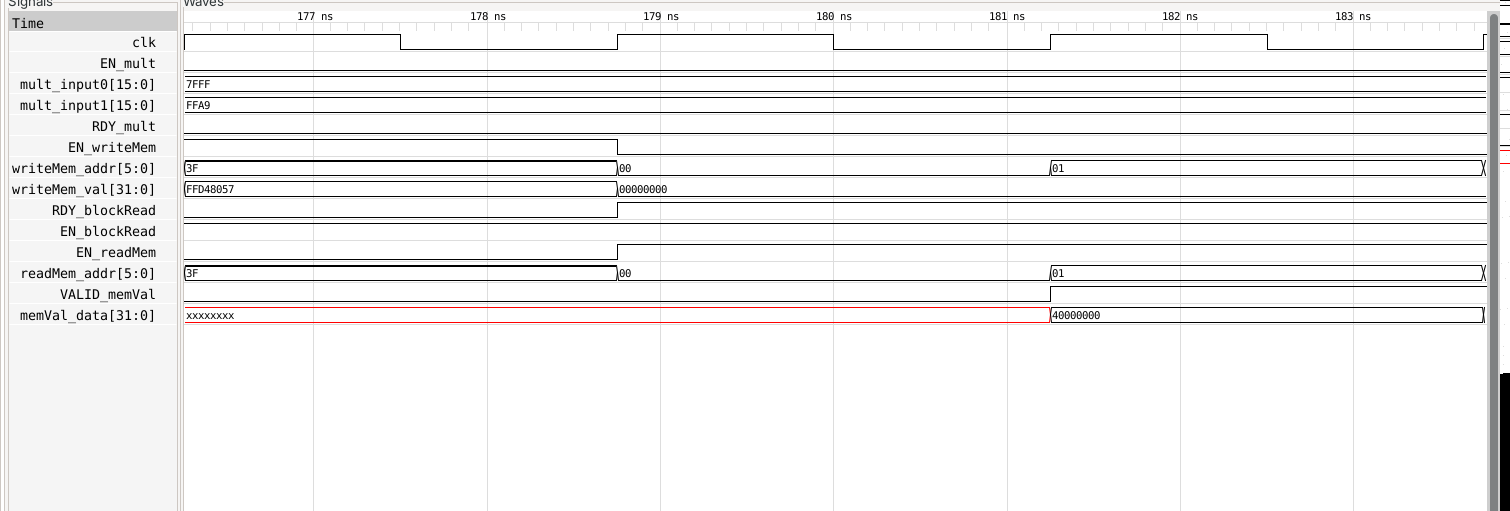 Signals
Waves
Time
177 ns 178 ns 179 ns 180 ns 181 ns 182 ns 183 ns
clk
EN_mult
mult_input0[15:0] 7FFF
mult_input1[15:0] FFA9
RDY_mult
EN_writeMem
writeMem_addr[5:0] 3F 00 01
writeMem_val[31:0] FFD48057 00000000
RDY_blockRead
EN_blockRead
EN_readMem
readMem_addr[5:0] 3F 00 01
VALID_memVal
memVal_data[31:0] xxxxxxxx 40000000